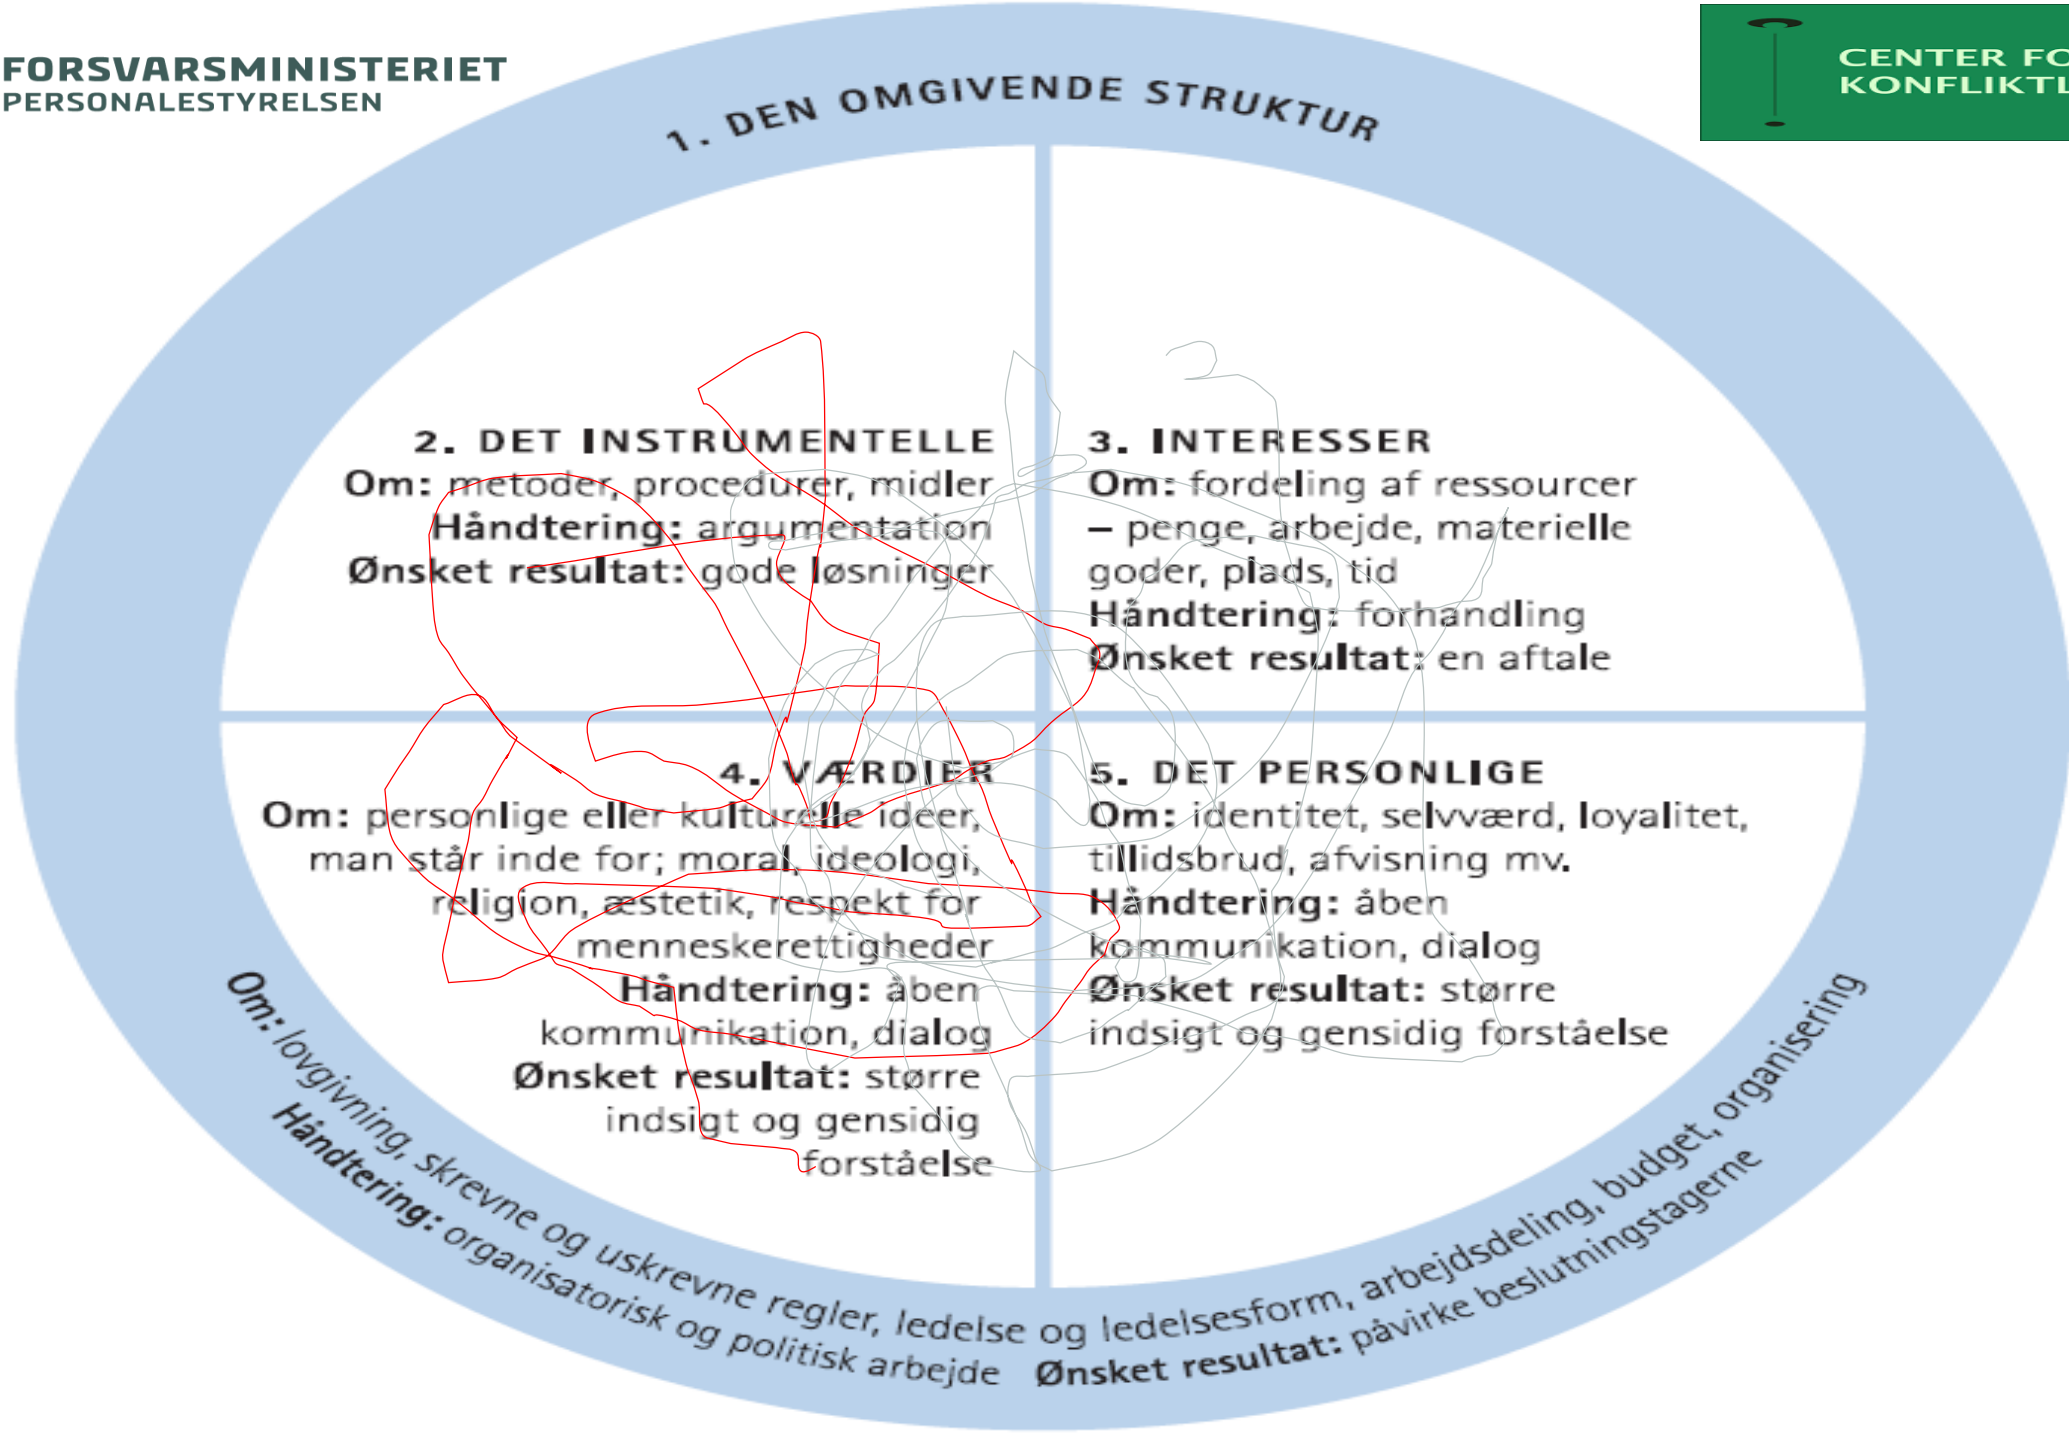 FORSVARSMINISTERIET
PERSONALESTYRELSEN
CENTER FO
KONFLIKTL
1. DEN OMGIVENDE STRUKTUR
2. DET INSTRUMENTELLE
Om: metoder, procedurer, midler
Håndtering: argumentation
Ønsket resultat: gode løsninger
3. INTERESSER
Om: fordeling af ressourcer
– penge, arbejde, materielle
goder, plads, tid
Håndtering: forhandling
Ønsket resultat: en aftale
4. VÆRDIER
Om: personlige eller kulturelle ideer,
man står inde for; moral, ideologi,
religion, æstetik, respekt for
menneskerettigheder
Håndtering: åben
kommunikation, dialog
Ønsket resultat: større
indsigt og gensidig
forståelse
5. DET PERSONLIGE
Om: identitet, selvværd, loyalitet,
tillidsbrud, afvisning mv.
Håndtering: åben
kommunikation, dialog
Ønsket resultat: større
indsigt og gensidig forståelse
Om: lovgivning, skrevne og uskrevne regler, ledelse og ledelsesform, arbejdsdeling, budget, organisering
Håndtering: organisatorisk og politisk arbejde Ønsket resultat: påvirke beslutningstagerne